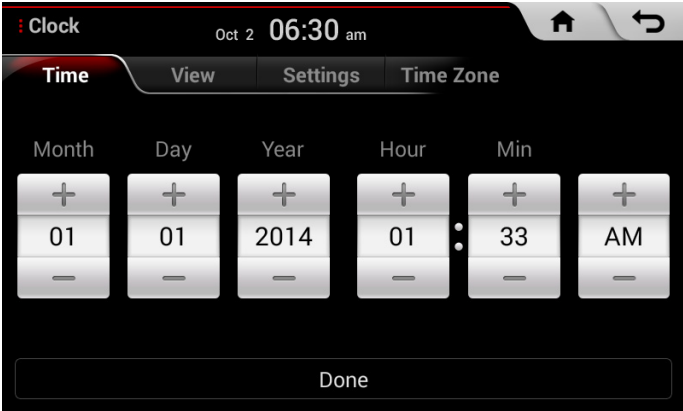 Clock Oct 2 06:30 am
Time View Settings Time Zone
Month Day Year Hour Min
+ + + + + +
01 01 2014 01 : 33 AM
− − − − − −
Done